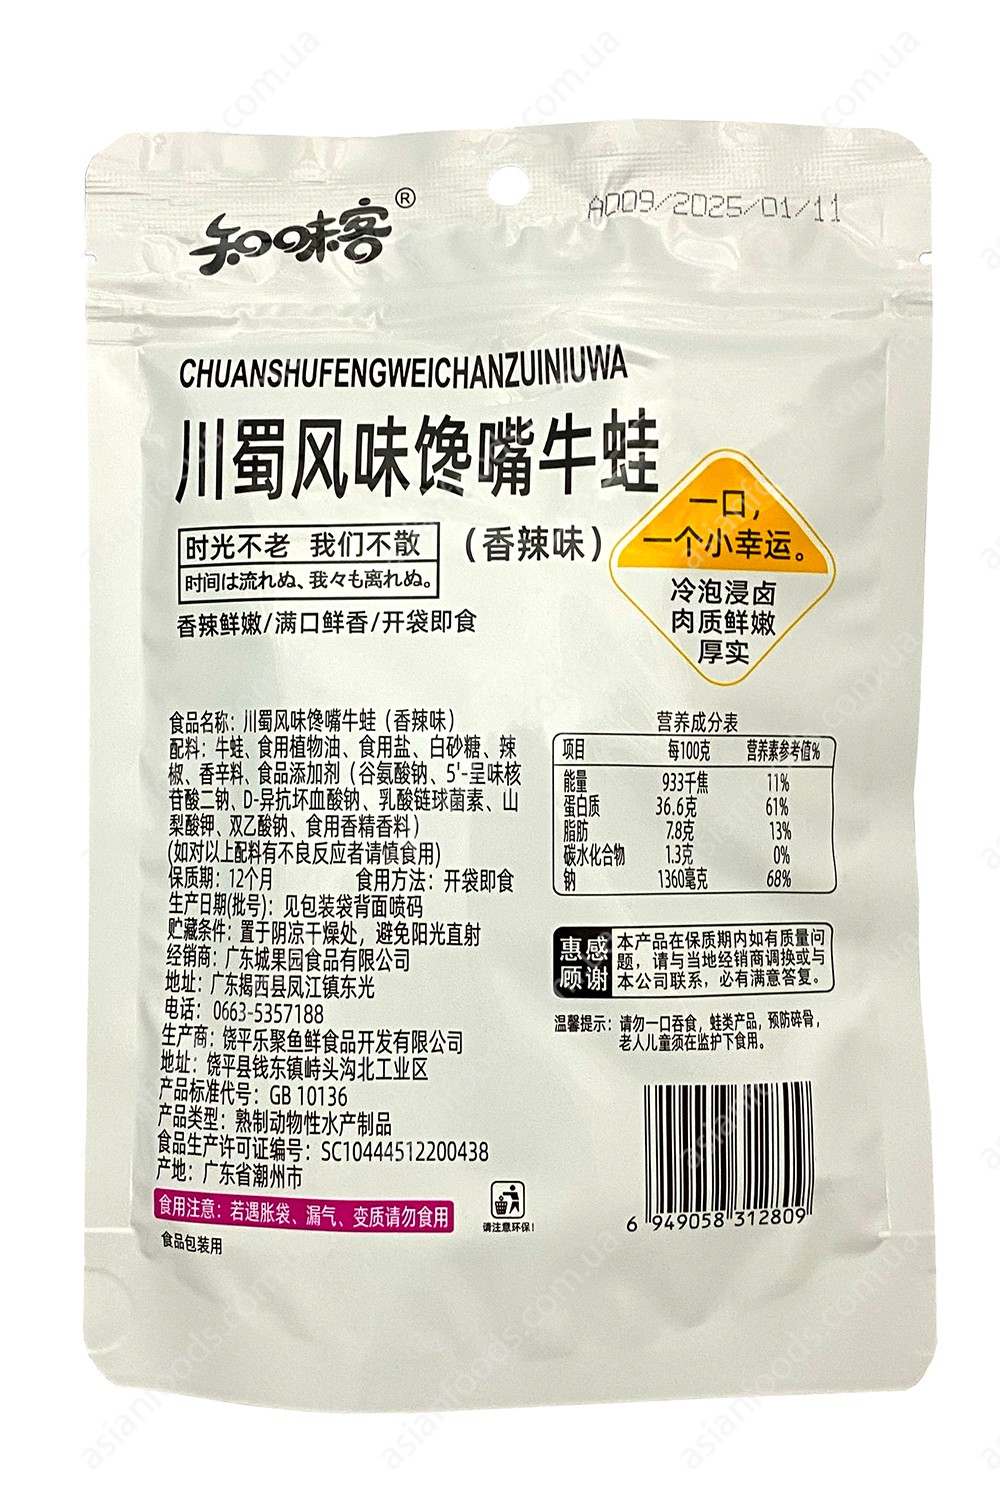 知味客®
A009/2025/01/11
CHUANSHUFENGWEICHANZUINIUWA
川蜀风味馋嘴牛蛙
(香辣味)
时光不老 我们不散
时间は流れぬ、我々も离れぬ。
香辣鲜嫩/满口鲜香/开袋即食
一口,
一个小幸运。
冷泡浸卤
肉质鲜嫩
厚实
食品名称: 川蜀风味馋嘴牛蛙 (香辣味)
配料: 牛蛙、食用植物油、食用盐、白砂糖、辣
椒、香辛料、食品添加剂 (谷氨酸钠、5'-呈味核
苷酸二钠、D-异抗坏血酸钠、乳酸链球菌素、山
梨酸钾、双乙酸钠、食用香精香料)
(如对以上配料有不良反应者请慎食用)
保质期: 12个月 食用方法: 开袋即食
生产日期(批号): 见包装袋背面喷码
贮藏条件: 置于阴凉干燥处, 避免阳光直射
经销商: 广东城果园食品有限公司
地址: 广东揭西县凤江镇东光
电话: 0663-5357188
生产商: 饶平乐聚鱼鲜食品开发有限公司
地址: 饶平县钱东镇峙头沟北工业区
产品标准代号: GB 10136
产品类型: 熟制动物性水产制品
食品生产许可证编号: SC10444512200438
产地: 广东省潮州市
食用注意: 若遇胀袋、漏气、变质请勿食用
食品包装用
请注意环保!
营养成分表
项目 每100克 营养素参考值%
能量 933千焦 11%
蛋白质 36.6克 61%
脂肪 7.8克 13%
碳水化合物 1.3克 0%
钠 1360毫克 68%
惠感
顾谢
本产品在保质期内如有质量问
题, 请与当地经销商调换或与
本公司联系, 必有满意答复。
温馨提示: 请勿一口吞食, 蛙类产品, 预防碎骨,
老人儿童须在监护下食用。
6 949058 312809
asianfoods.com.ua